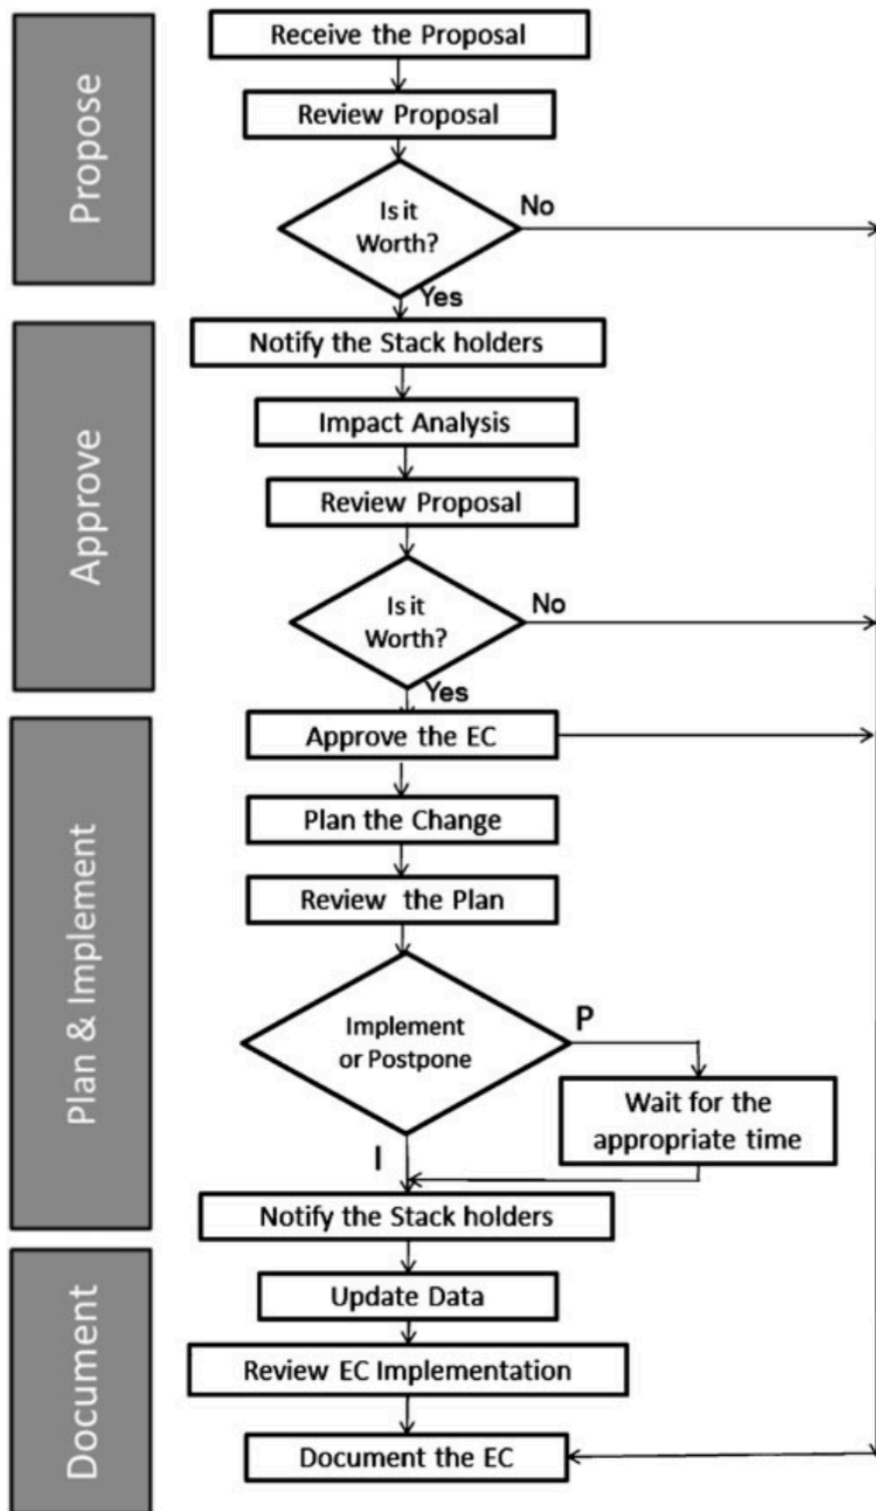 Propose
Receive the Proposal
Review Proposal
Is it
Worth?
No
Yes
Approve
Notify the Stack holders
Impact Analysis
Review Proposal
Is it
Worth?
No
Yes
Plan & Implement
Approve the EC
Plan the Change
Review the Plan
Implement
or Postpone
P
Wait for the
appropriate time
I
Notify the Stack holders
Document
Update Data
Review EC Implementation
Document the EC